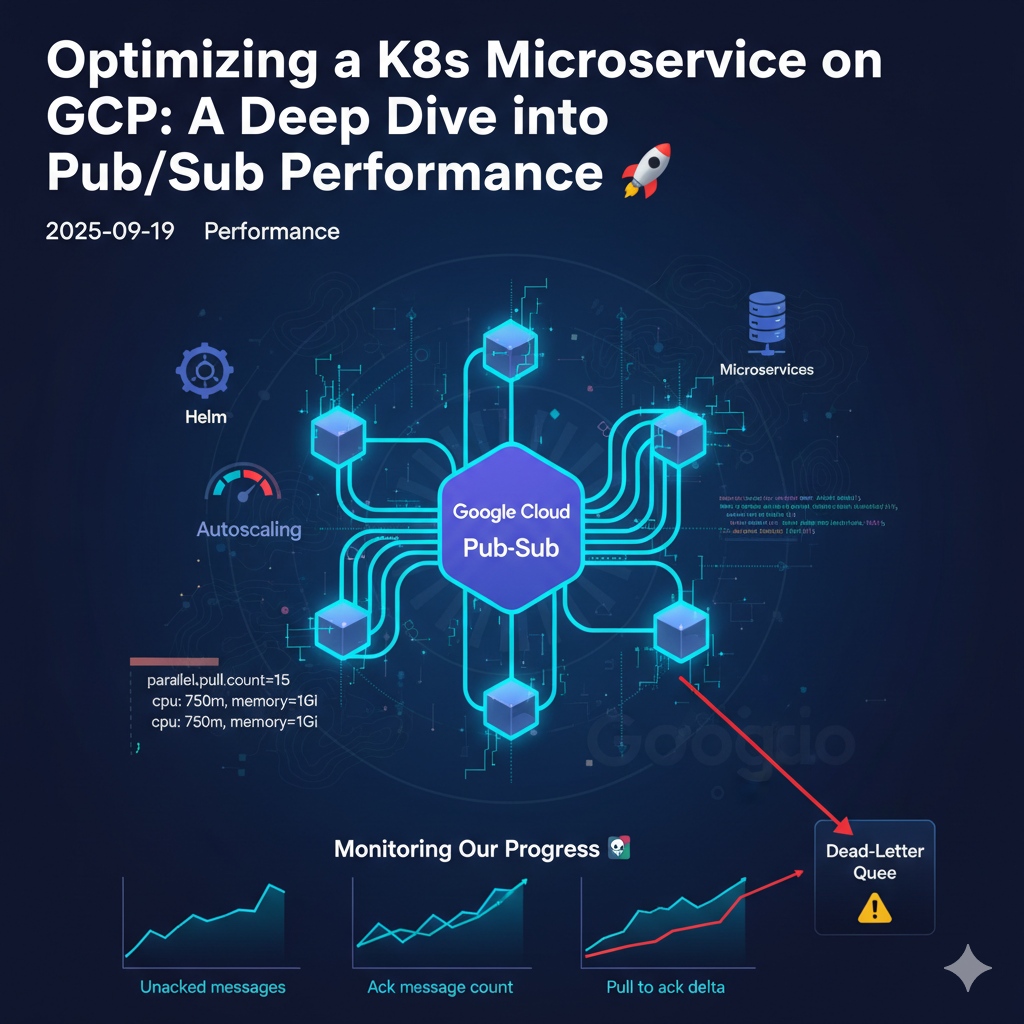 Optimizing a K8s Microservice on
GCP: A Deep Dive into
Pub/Sub Performance 🚀
2025-09-19 Performance
Microservices
Helm
Autoscaling
Google Cloud
Pub-Sub
parallel.pull.count=15
cpu: 750m, memory=1Gi
cpu: 750m, memory=1Gi
Monitoring Our Progress
Dead-Letter
Quee
Unacked messages
Ack message count
Pull to ack delta